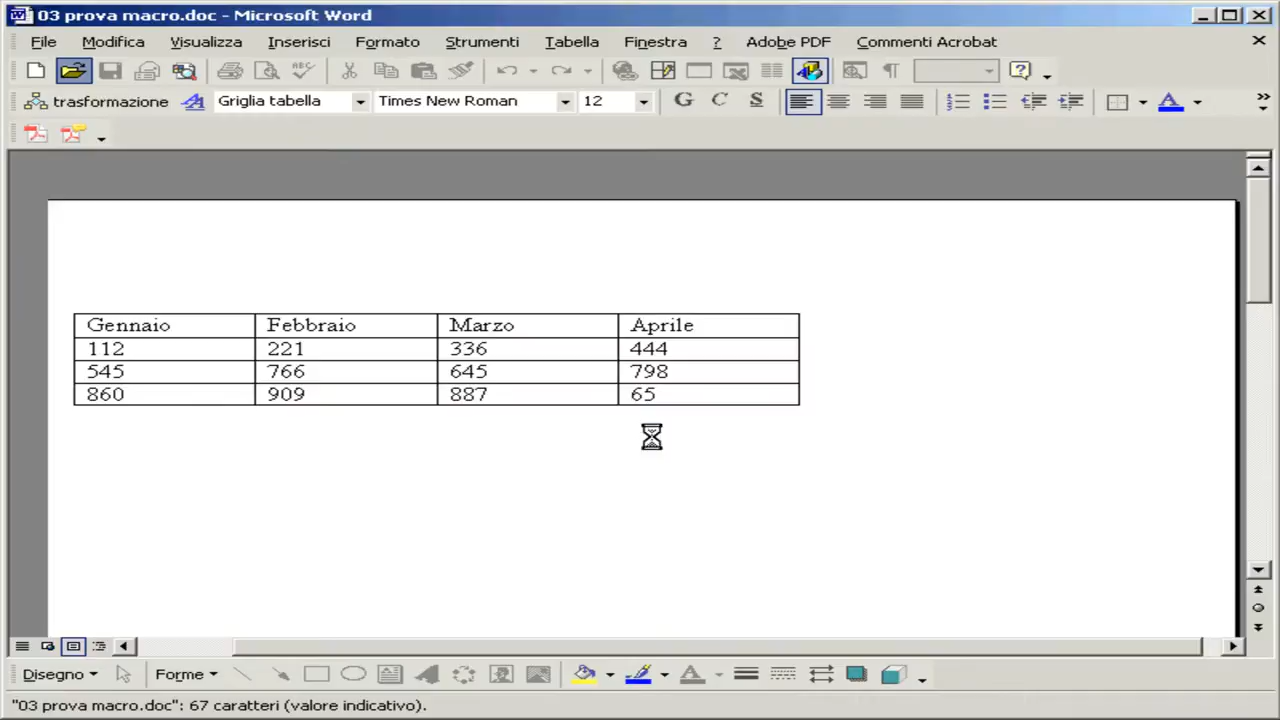 03 prova macro.doc - Microsoft Word
File Modifica Visualizza Inserisci Formato Strumenti Tabella Finestra ? Adobe PDF Commenti Acrobat
trasformazione Griglia tabella Times New Roman 12 G C S
Gennaio Febbraio Marzo Aprile
112 221 336 444
545 766 645 798
860 909 887 65
Disegno Forme
"03 prova macro.doc": 67 caratteri (valore indicativo).